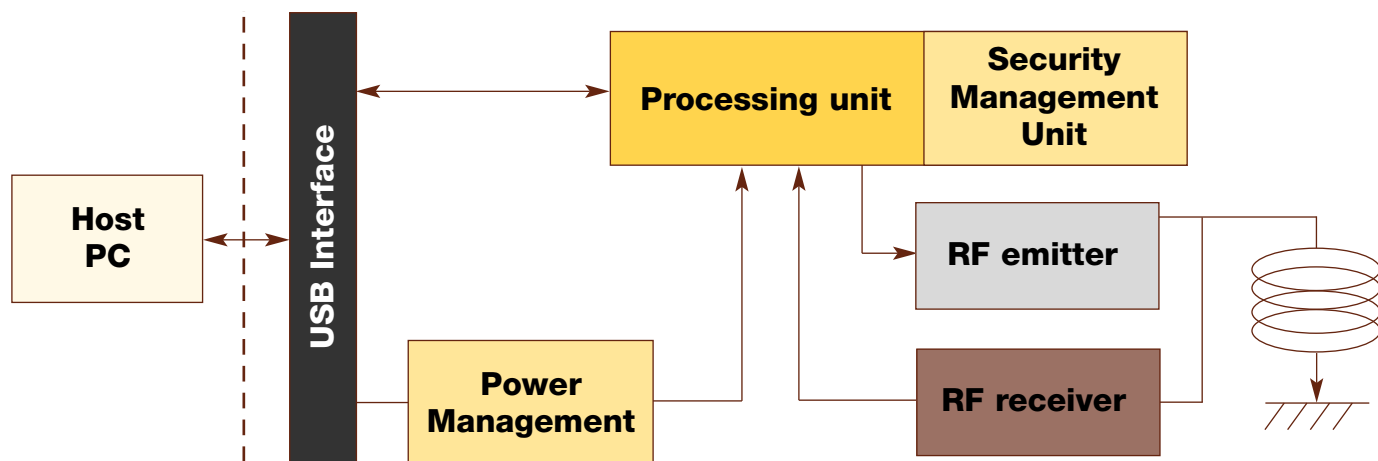 Host
PC
USB Interface
Processing unit
Security
Management
Unit
RF emitter
Power
Management
RF receiver